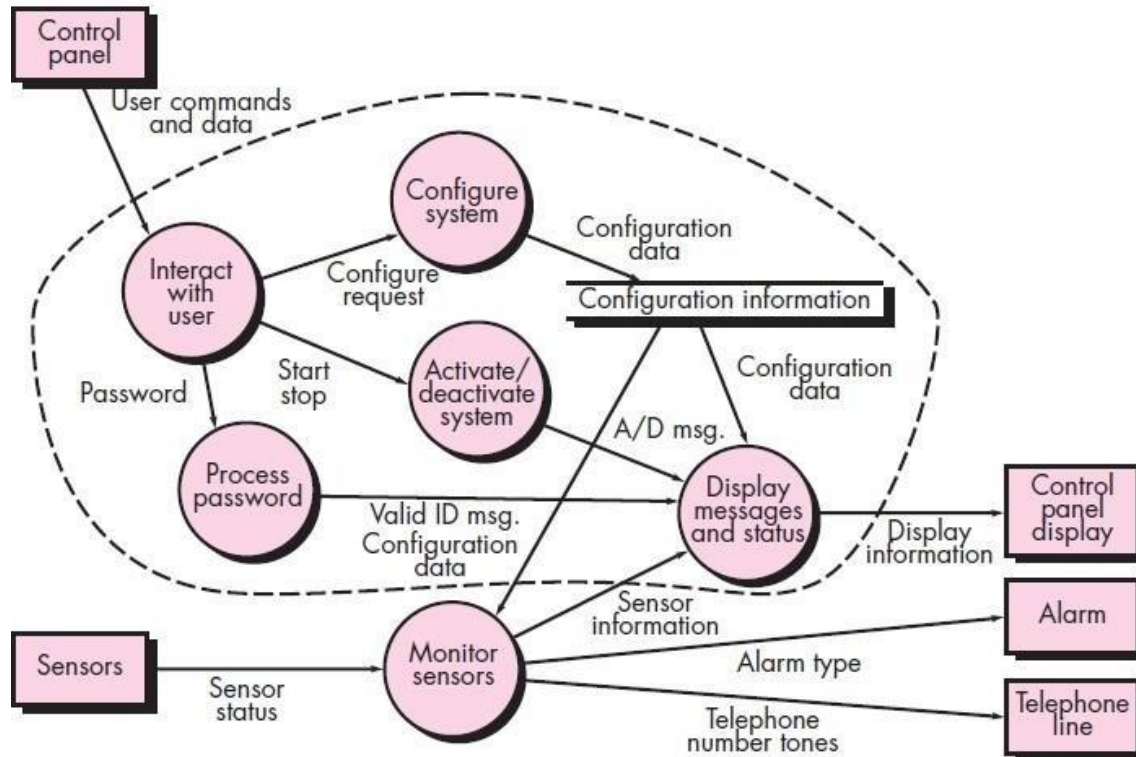 Control
panel
User commands
and data
Configure
system
Configuration
data
Interact
with
user
Configure
request
Configuration information
Password
Start
stop
Activate/
deactivate
system
Configuration
data
A/D msg.
Process
password
Valid ID msg.
Configuration
data
Display
messages
and status
Display
information
Control
panel
display
Sensors
Sensor
status
Monitor
sensors
Sensor
information
Alarm type
Alarm
Telephone
number tones
Telephone
line